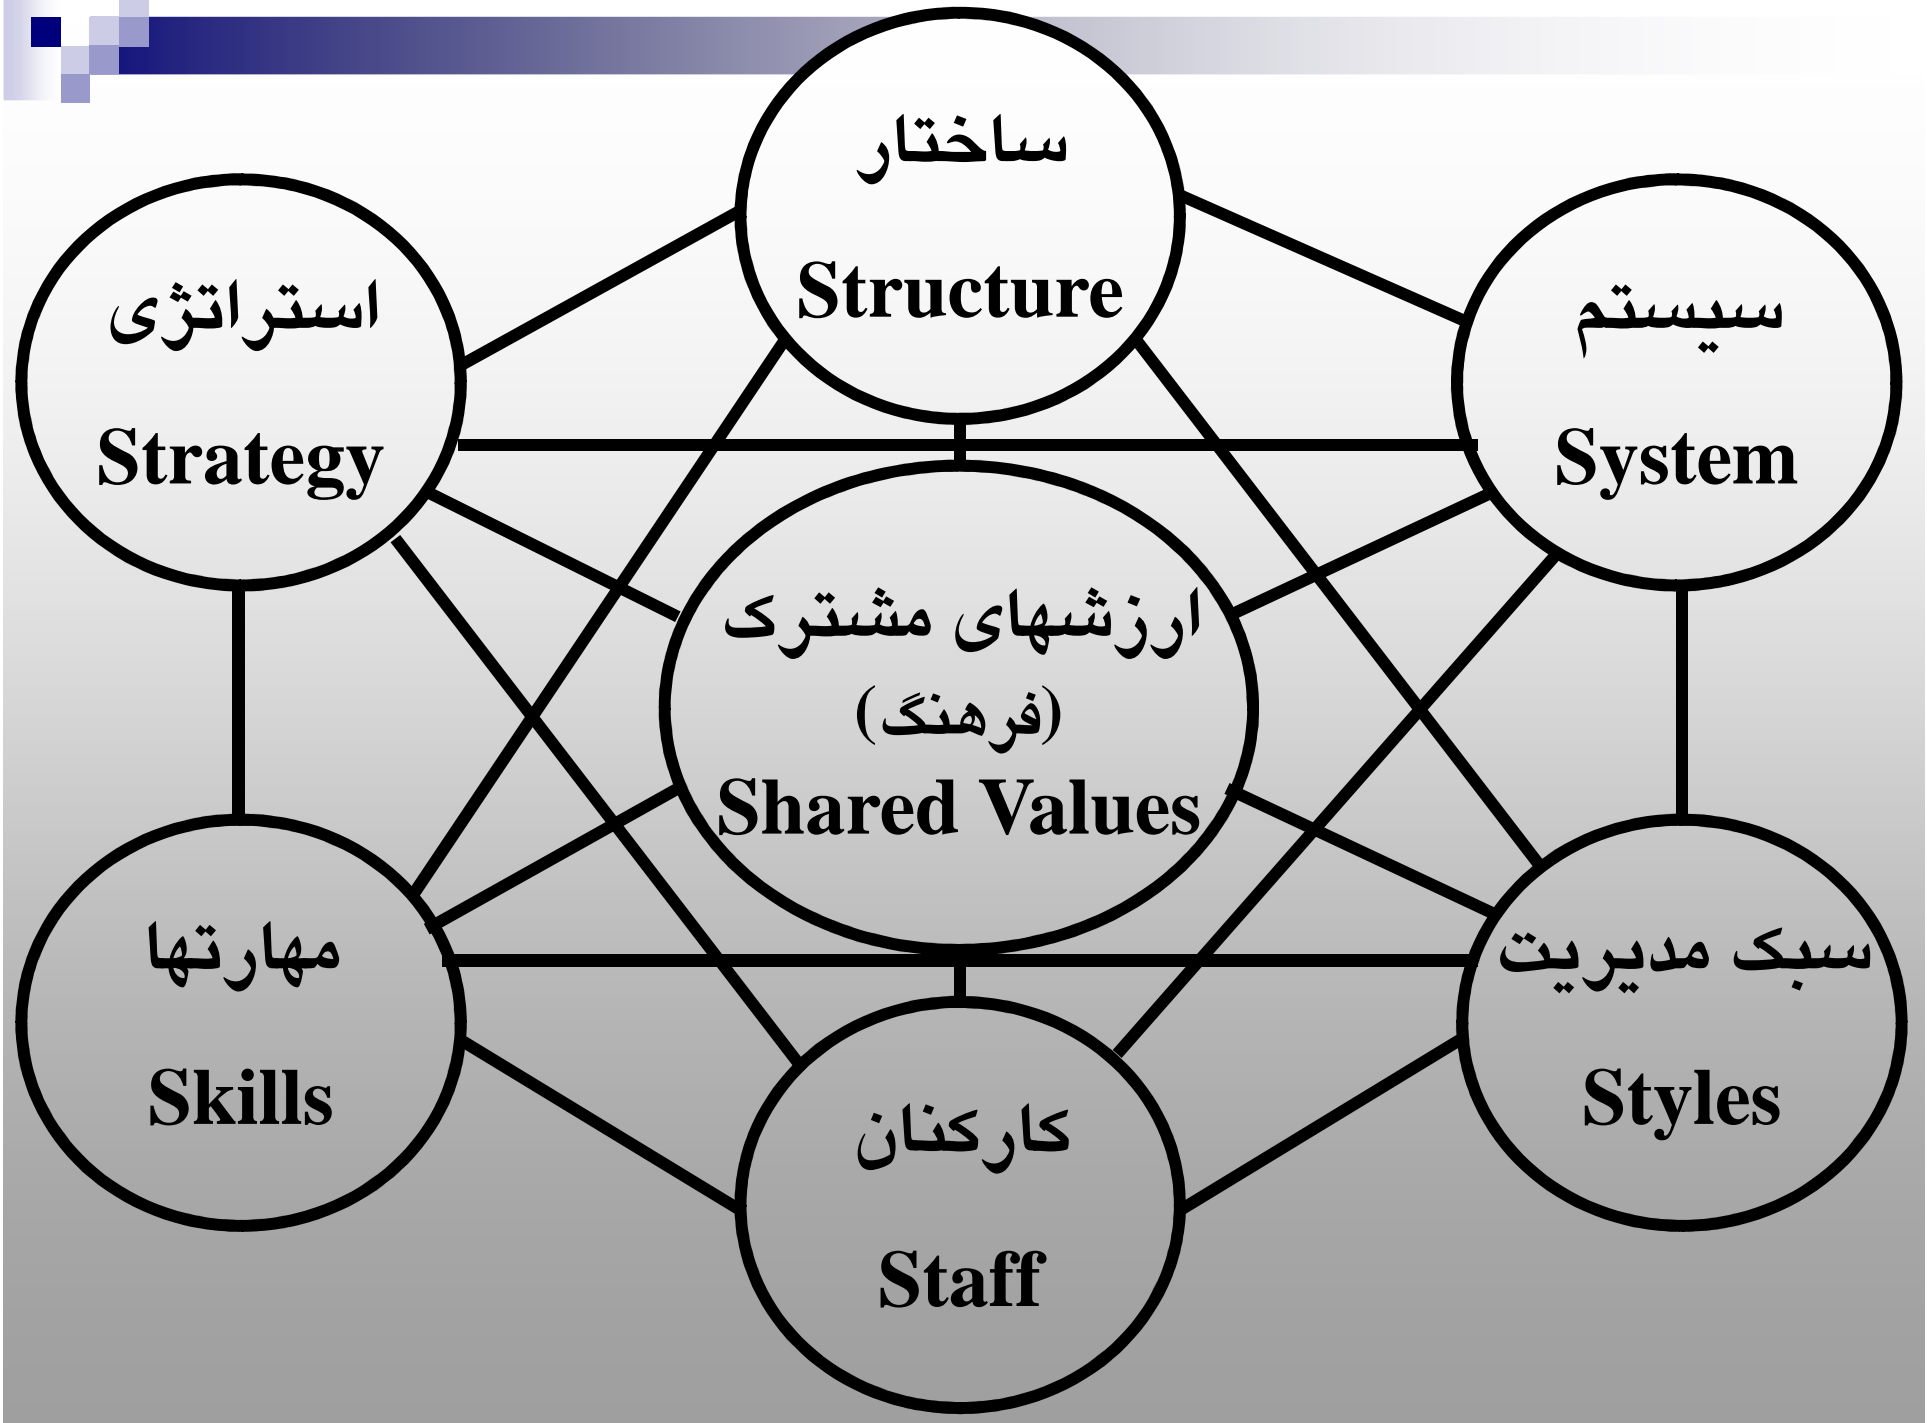 ساختار
Structure
استراتژی
Strategy
سیستم
System
ارزشهای مشترک
(فرهنگ)
Shared Values
مهارتها
Skills
سبک مدیریت
Styles
کارکنان
Staff